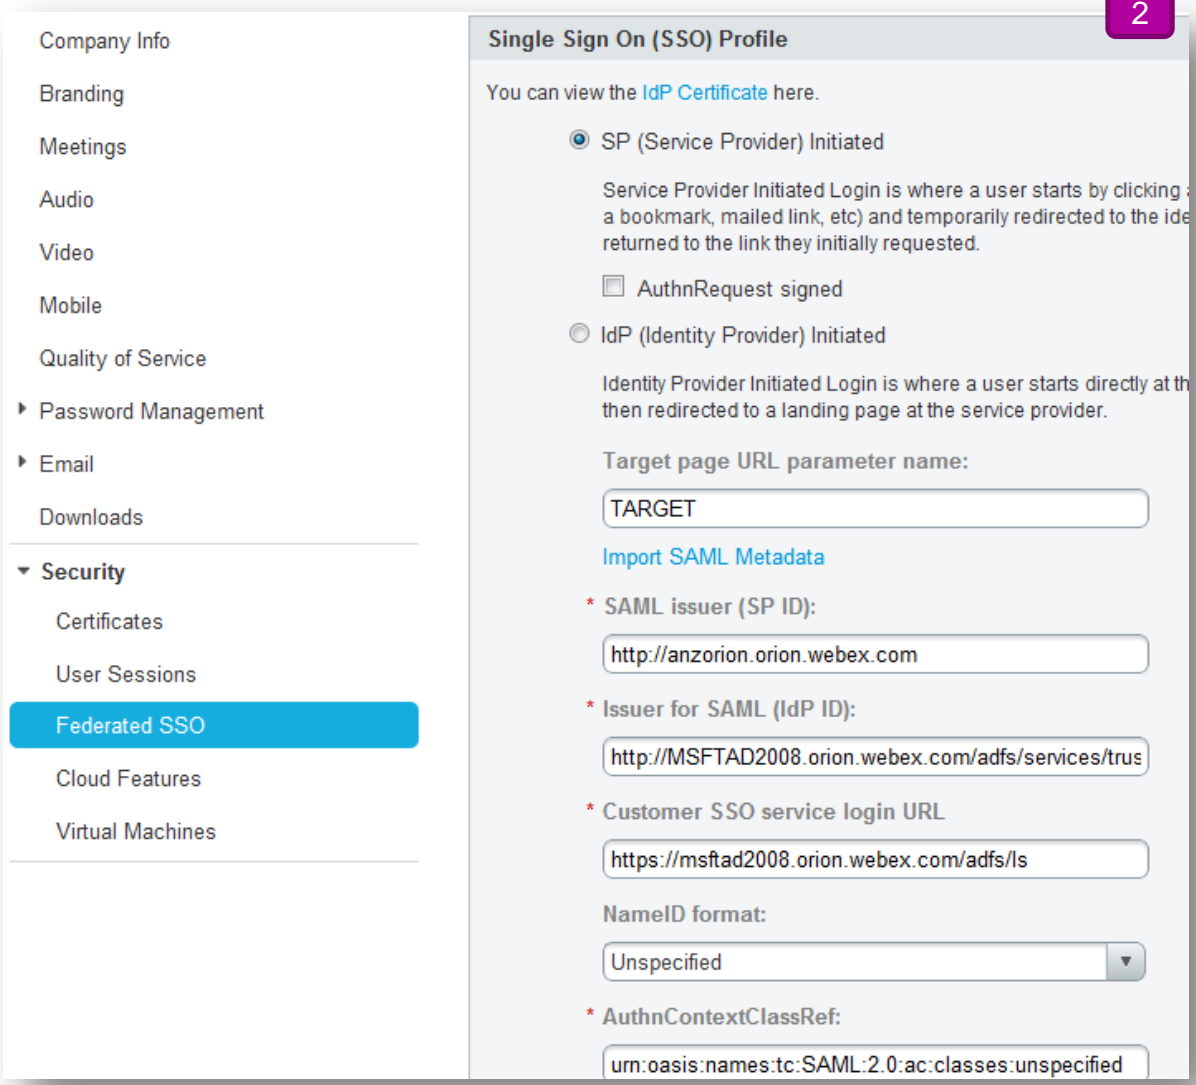 2
Company Info
Branding
Meetings
Audio
Video
Mobile
Quality of Service
Password Management
Email
Downloads
Security
Certificates
User Sessions
Federated SSO
Cloud Features
Virtual Machines
Single Sign On (SSO) Profile
You can view the IdP Certificate here.
SP (Service Provider) Initiated
Service Provider Initiated Login is where a user starts by clicking
a bookmark, mailed link, etc) and temporarily redirected to the ide
returned to the link they initially requested.
AuthnRequest signed
IdP (Identity Provider) Initiated
Identity Provider Initiated Login is where a user starts directly at th
then redirected to a landing page at the service provider.
Target page URL parameter name:
TARGET
Import SAML Metadata
* SAML issuer (SP ID):
http://anzorion.orion.webex.com
* Issuer for SAML (IdP ID):
http://MSFTAD2008.orion.webex.com/adfs/services/trus
* Customer SSO service login URL
https://msftad2008.orion.webex.com/adfs/ls
NameID format:
Unspecified
* AuthnContextClassRef:
urn:oasis:names:tc:SAML:2.0:ac:classes:unspecified